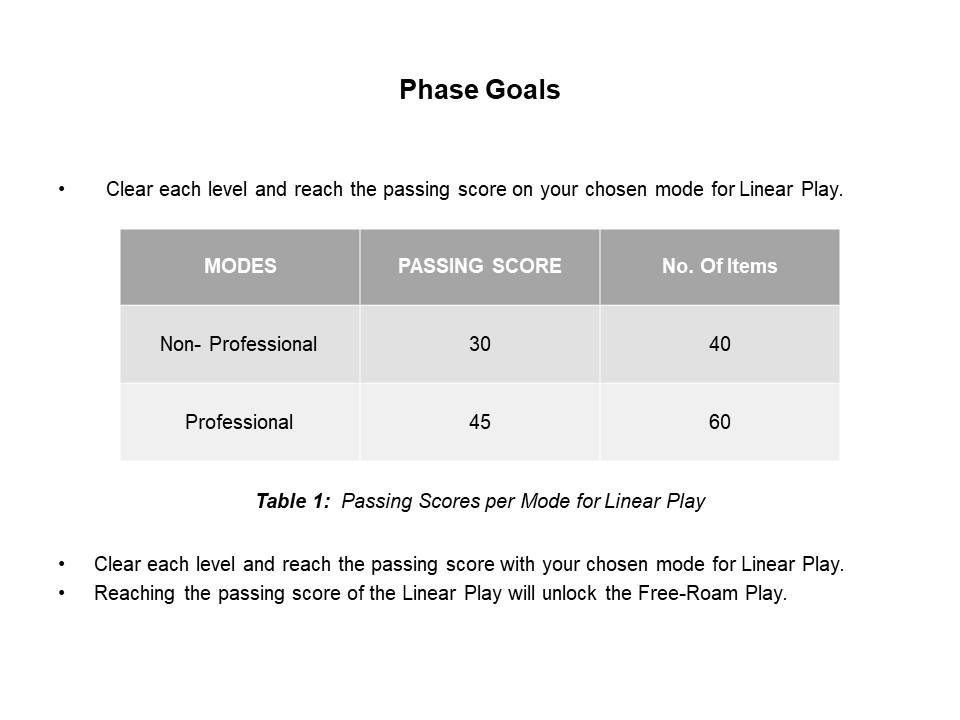 Phase Goals
• Clear each level and reach the passing score on your chosen mode for Linear Play.
MODES PASSING SCORE No. Of Items
Non- Professional 30 40
Professional 45 60
Table 1: Passing Scores per Mode for Linear Play
• Clear each level and reach the passing score with your chosen mode for Linear Play.
• Reaching the passing score of the Linear Play will unlock the Free-Roam Play.